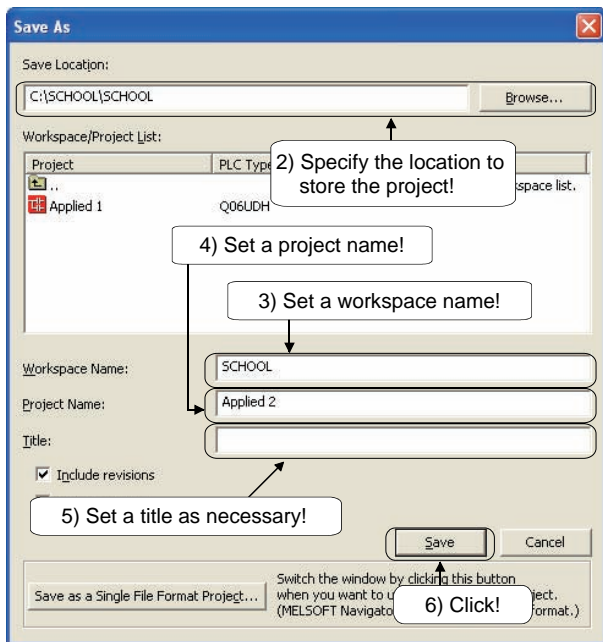 Save As
Save Location:
C:\SCHOOL\SCHOOL
Browse...
Workspace/Project List:
2) Specify the location to
store the project!
Project
PLC Type
..
space list.
Applied 1
Q06UDH
4) Set a project name!
3) Set a workspace name!
Workspace Name:
SCHOOL
Project Name:
Applied 2
Title:
Include revisions
5) Set a title as necessary!
Save
Cancel
Save as a Single File Format Project...
Switch the window by clicking this button
when you want to
ject.
(MELSOFT Navigato
ormat.)
6) Click!